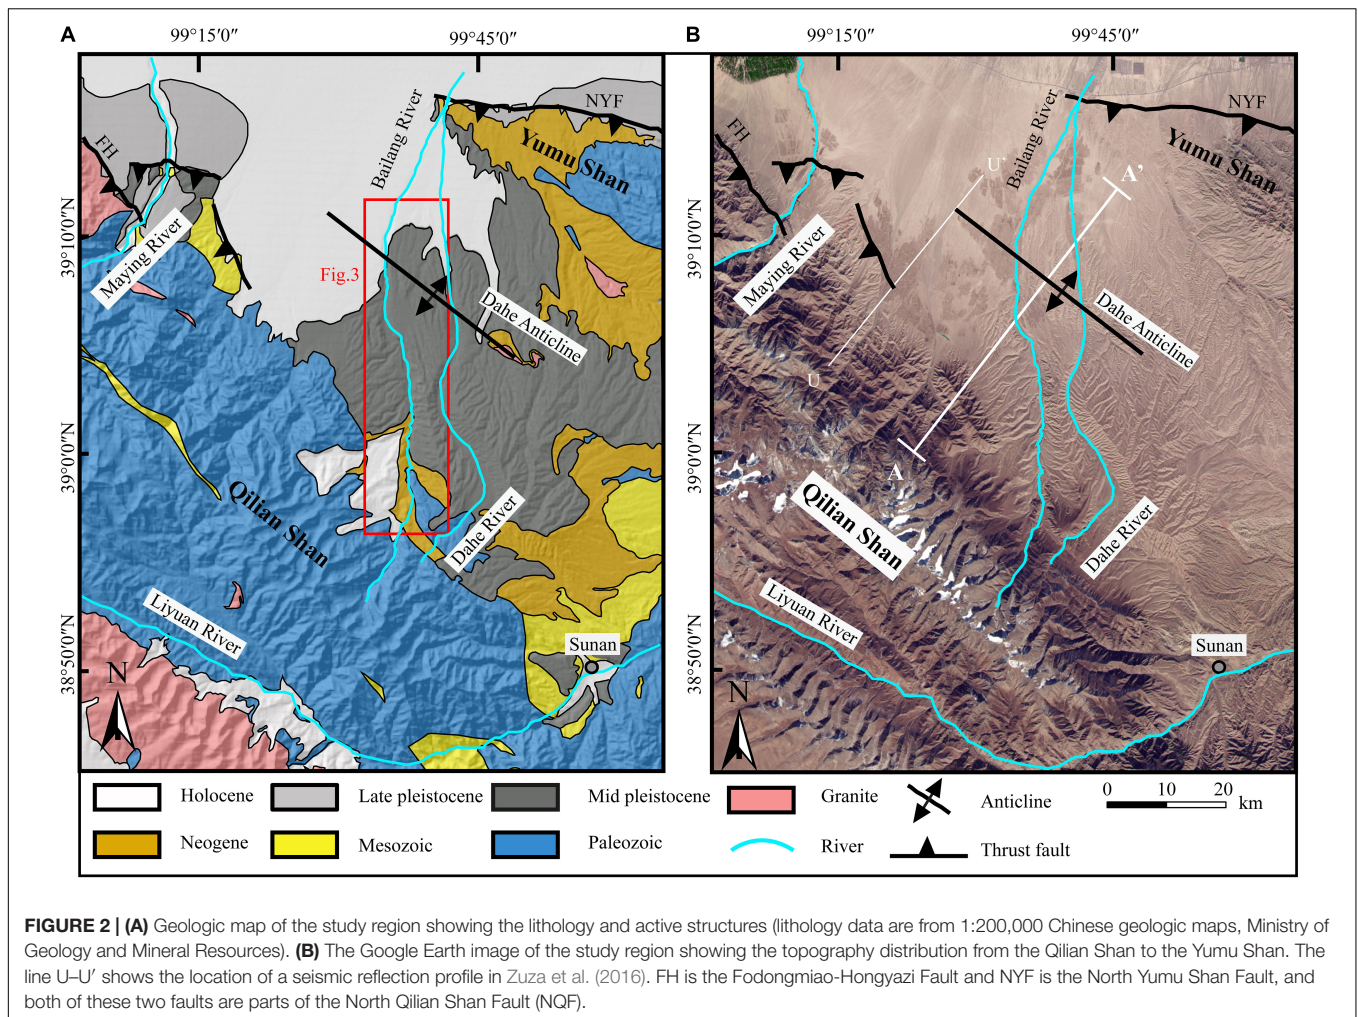 A
99°15′0″
99°45′0″
B
99°15′0″
99°45′0″
39°10′0″N
39°0′0″N
38°50′0″N
FH
Maying River
Bailang River
NYF
Yumu Shan
Fig.3
Dahe Anticline
Qilian Shan
Dahe River
Liyuan River
Sunan
N
39°10′0″N
39°0′0″N
38°50′0″N
FH
Maying River
Bailang River
NYF
Yumu Shan
U'
A'
Dahe Anticline
U
A
Qilian Shan
Dahe River
Liyuan River
Sunan
N
Holocene
Late pleistocene
Mid pleistocene
Granite
Anticline
0 10 20
km
Neogene
Mesozoic
Paleozoic
River
Thrust fault
FIGURE 2 | (A) Geologic map of the study region showing the lithology and active structures (lithology data are from 1:200,000 Chinese geologic maps, Ministry of
Geology and Mineral Resources). (B) The Google Earth image of the study region showing the topography distribution from the Qilian Shan to the Yumu Shan. The
line U–U′ shows the location of a seismic reflection profile in Zuza et al. (2016). FH is the Fodongmiao-Hongyazi Fault and NYF is the North Yumu Shan Fault, and
both of these two faults are parts of the North Qilian Shan Fault (NQF).